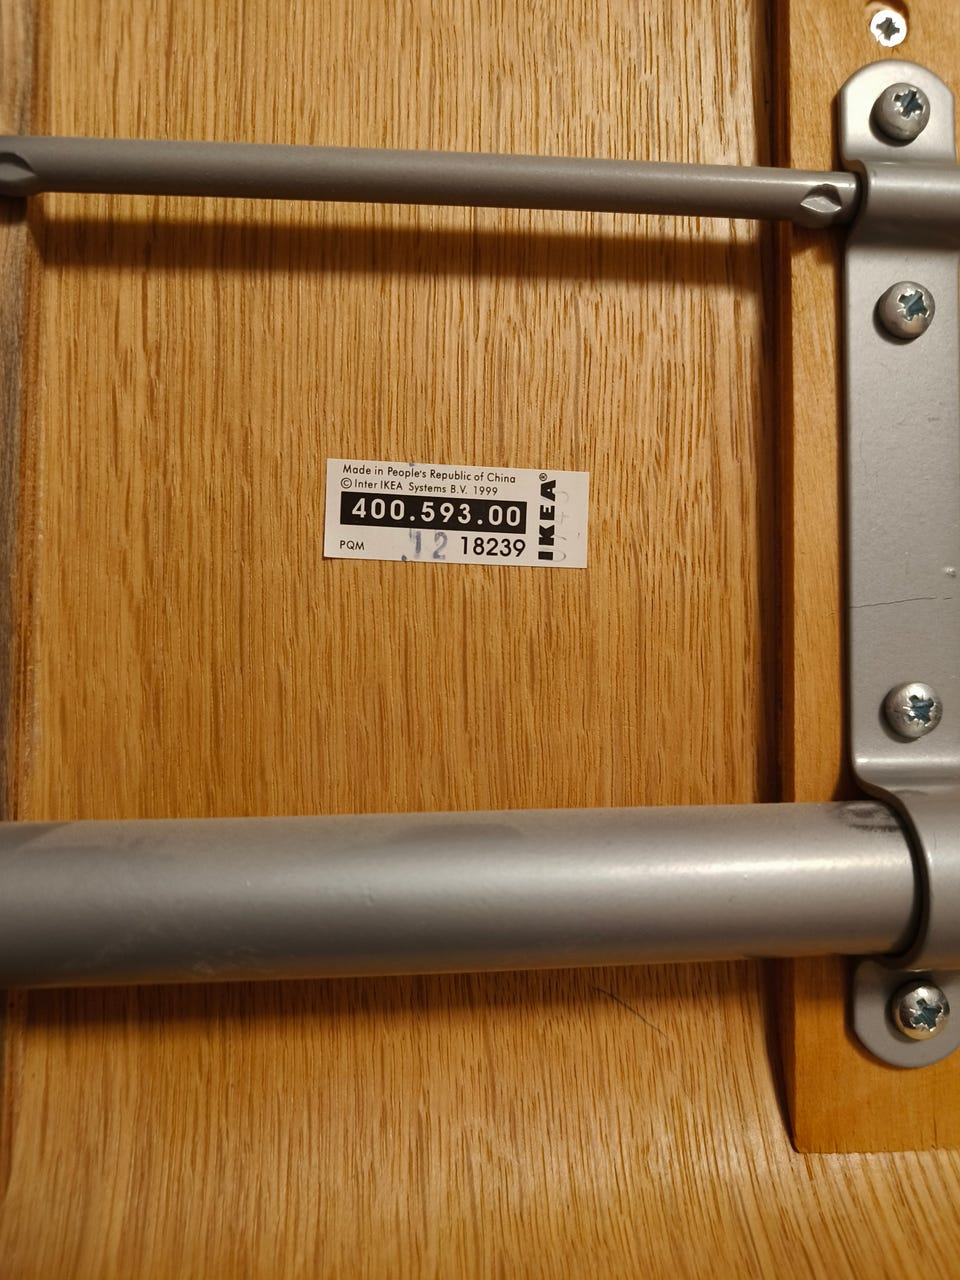 Made in People's Republic of China
© Inter IKEA Systems B.V. 1999
400.593.00
PQM 12 18239
IKEA®